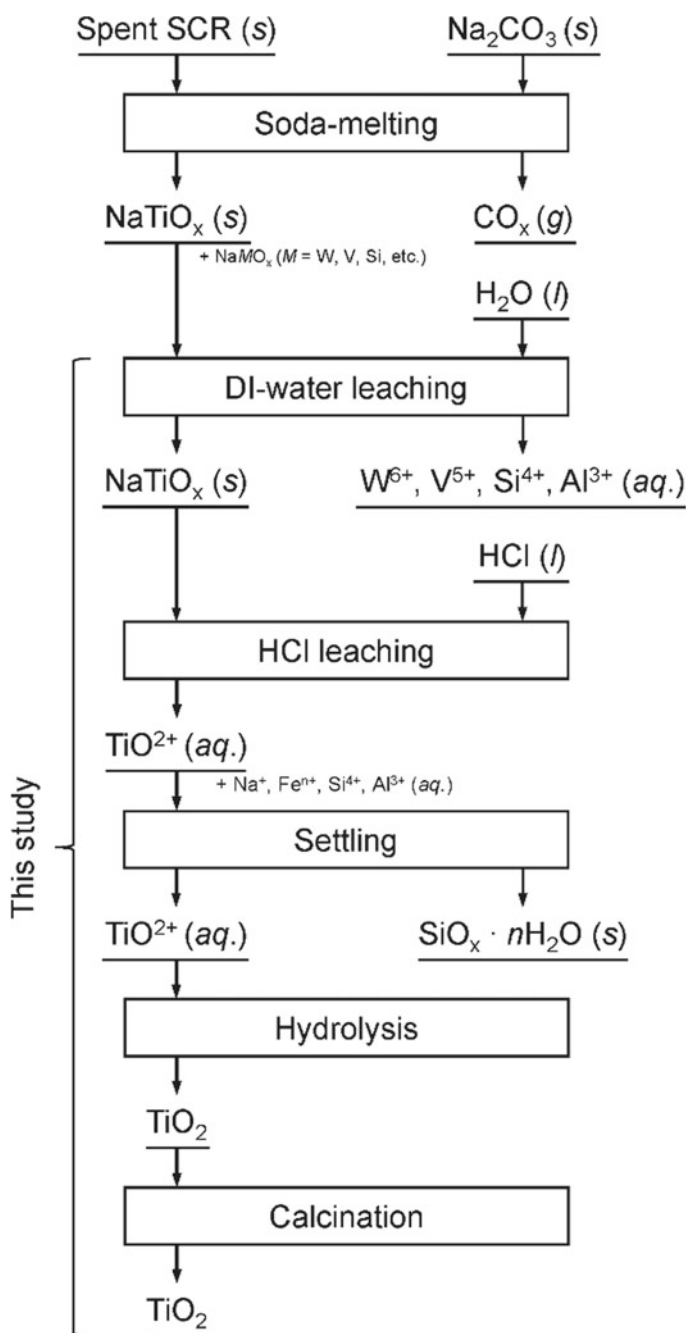 Spent SCR (s)
Na₂CO₃ (s)
Soda-melting
NaTiOₓ (s)
COₓ (g)
+ NaMOₓ (M = W, V, Si, etc.)
H₂O (l)
DI-water leaching
NaTiOₓ (s)
W⁶⁺, V⁵⁺, Si⁴⁺, Al³⁺ (aq.)
HCl (l)
HCl leaching
TiO²⁺ (aq.)
+ Na⁺, Feⁿ⁺, Si⁴⁺, Al³⁺ (aq.)
Settling
This study
TiO²⁺ (aq.)
SiOₓ · nH₂O (s)
Hydrolysis
TiO₂
Calcination
TiO₂